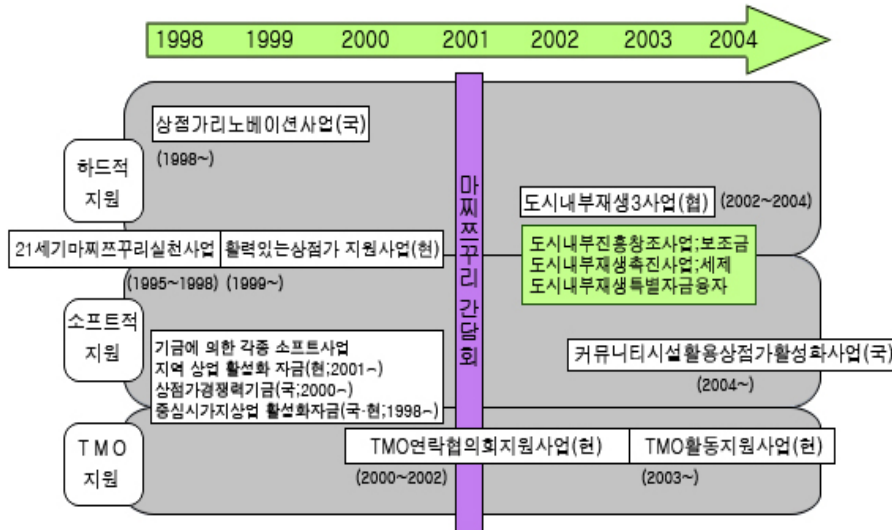 1998 1999 2000 2001 2002 2003 2004
상점가리노베이션사업(국)
(1998~)
하드적
지원
마찌쯔꾸리 간담회
도시내부재생3사업(협)
(2002~2004)
21세기마찌쯔꾸리실천사업
활력있는상점가 지원사업(현)
(1995~1998)
(1999~)
도시내부진흥창조사업;보조금
도시내부재생촉진사업;세제
도시내부재생특별자금융자
소프트적
지원
기금에 의한 각종 소프트사업
지역 상업 활성화 자금(현;2001~)
상점가경쟁력기금(국;2000~)
중심시가지상업 활성화자금(국·현;1998~)
커뮤니티시설활용상점가활성화사업(국)
(2004~)
T M O
지원
TMO연락협의회지원사업(현)
(2000~2002)
TMO활동지원사업(현)
(2003~)